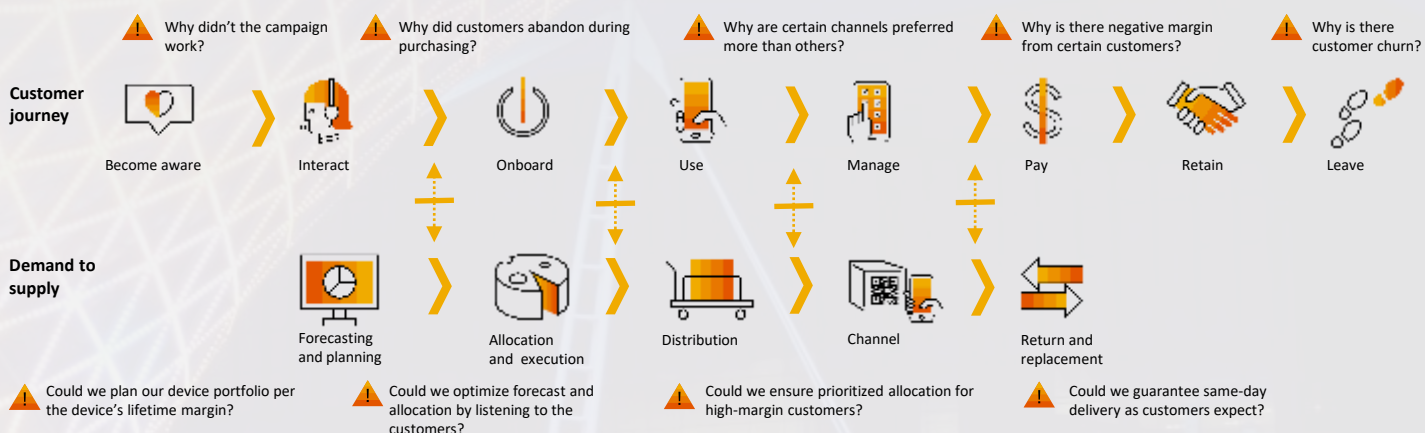 Why didn't the campaign
work?
Why did customers abandon during
purchasing?
Why are certain channels preferred
more than others?
Why is there negative margin
from certain customers?
Why is there
customer churn?
Customer
journey
Become aware
Interact
Onboard
Use
Manage
Pay
Retain
Leave
Demand to
supply
Forecasting
and planning
Allocation
and execution
Distribution
Channel
Return and
replacement
Could we plan our device portfolio per
the device's lifetime margin?
Could we optimize forecast and
allocation by listening to the
customers?
Could we ensure prioritized allocation for
high-margin customers?
Could we guarantee same-day
delivery as customers expect?